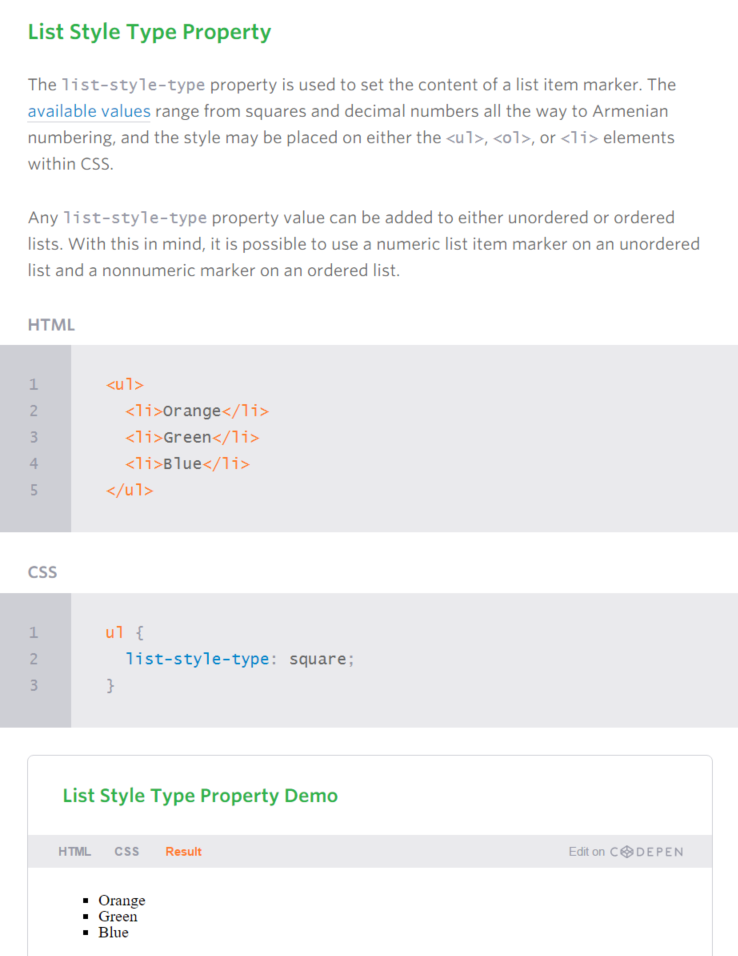 List Style Type Property
The list-style-type property is used to set the content of a list item marker. The
available values range from squares and decimal numbers all the way to Armenian
numbering, and the style may be placed on either the <ul>, <ol>, or <li> elements
within CSS.
Any list-style-type property value can be added to either unordered or ordered
lists. With this in mind, it is possible to use a numeric list item marker on an unordered
list and a nonnumeric marker on an ordered list.
HTML
1 <ul>
2 <li>Orange</li>
3 <li>Green</li>
4 <li>Blue</li>
5 </ul>
CSS
1 ul {
2 list-style-type: square;
3 }
List Style Type Property Demo
HTML CSS Result Edit on CODEPEN
▪ Orange
▪ Green
▪ Blue